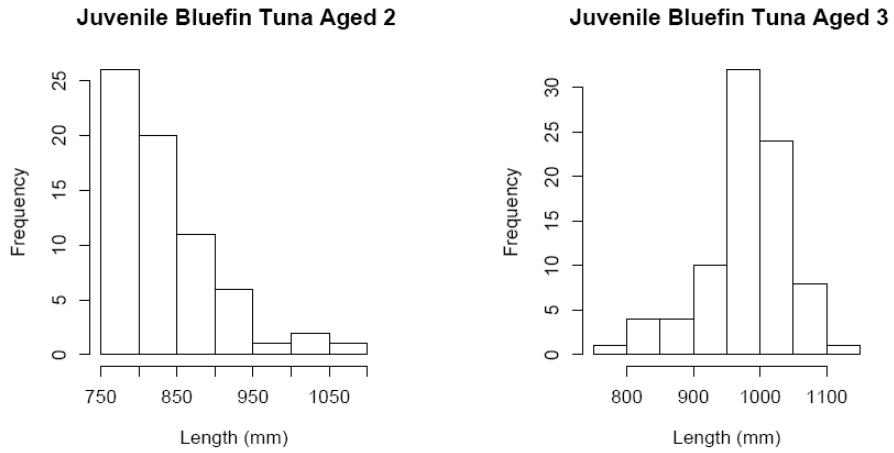 Juvenile Bluefin Tuna Aged 2
Frequency
25
20
15
10
5
0
750 850 950 1050
Length (mm)
Juvenile Bluefin Tuna Aged 3
Frequency
30
25
20
15
10
5
0
800 900 1000 1100
Length (mm)